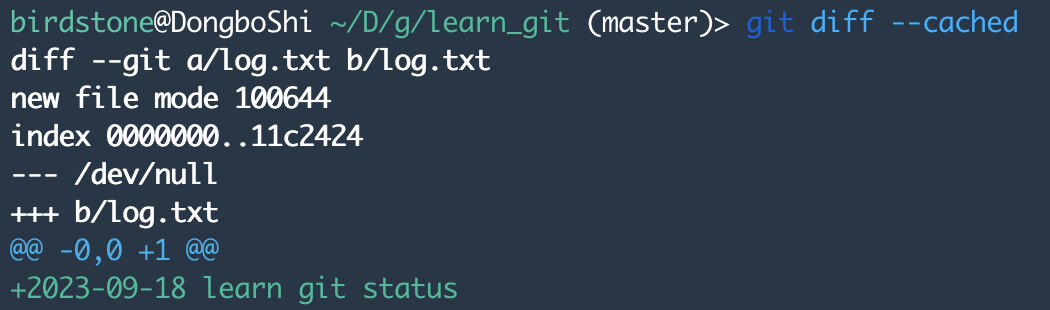 birdstone@DongboShi ~/D/g/learn_git (master)> git diff --cached
diff --git a/log.txt b/log.txt
new file mode 100644
index 0000000..11c2424
--- /dev/null
+++ b/log.txt
@@ -0,0 +1 @@
+2023-09-18 learn git status